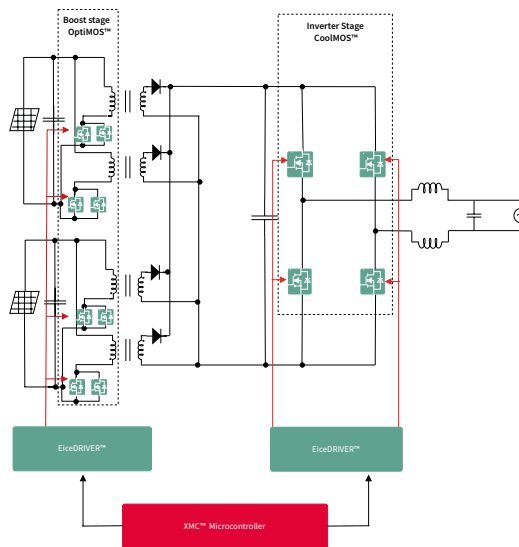 Boost stage
OptiMOS™
Inverter Stage
CoolMOS™
EiceDRIVER™
EiceDRIVER™
XMC™ Microcontroller